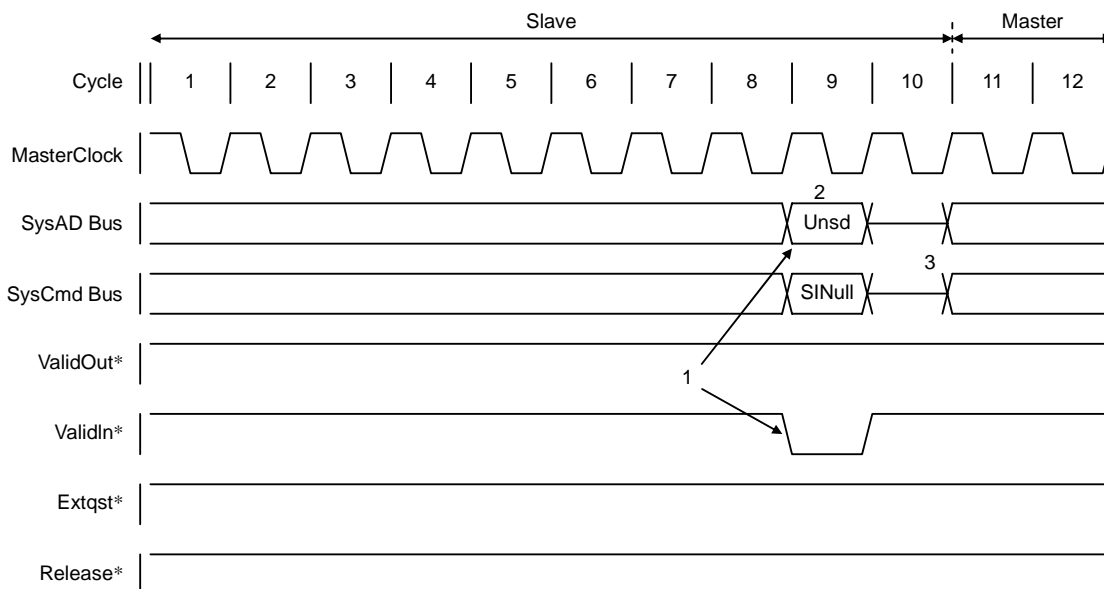 Slave Master
Cycle 1 2 3 4 5 6 7 8 9 10 11 12
MasterClock
2
SysAD Bus Unsd
3
SysCmd Bus SINull
ValidOut*
1
ValidIn*
Extqst*
Release*